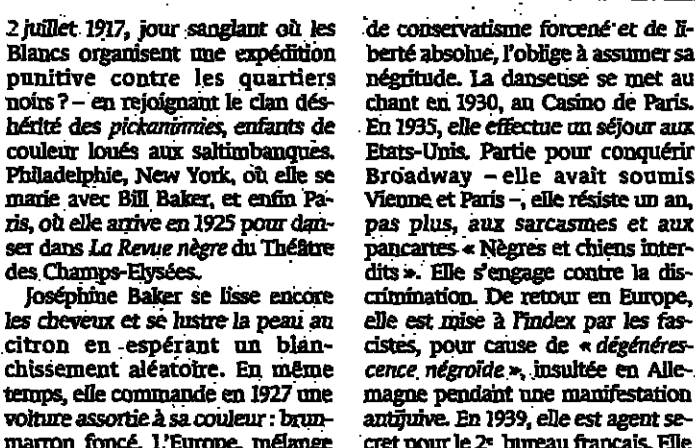 2 juillet 1917, jour sanglant où les
Blancs organisent une expédition
punitive contre les quartiers
noirs ? – en rejoignant le clan dés-
hérité des pickaninnies, enfants de
couleur loués aux saltimbanques.
Philadelphie, New York, où elle se
marie avec Bill Baker, et enfin Pa-
ris, où elle arrive en 1925 pour dan-
ser dans La Revue nègre du Théâtre
des Champs-Elysées.
Joséphine Baker se lisse encore
les cheveux et se lustre la peau au
citron en espérant un blan-
chissement aléatoire. En même
temps, elle commande en 1927 une
voiture assortie à sa couleur : brun-
marron foncé. L'Europe, mélange
de conservatisme forcené et de li-
berté absolue, l'oblige à assumer sa
négritude. La danseuse se met au
chant en 1930, au Casino de Paris.
En 1935, elle effectue un séjour aux
Etats-Unis. Partie pour conquérir
Broadway – elle avait soumis
Vienne et Paris –, elle résiste un an,
pas plus, aux sarcasmes et aux
pancartes « Nègres et chiens inter-
dits ». Elle s'engage contre la dis-
crimination. De retour en Europe,
elle est mise à l'index par les fas-
cistes, pour cause de « dégénéres-
cence négroïde », insultée en Alle-
magne pendant une manifestation
antijuive. En 1939, elle est agent se-
cret pour le 2e bureau français. Elle